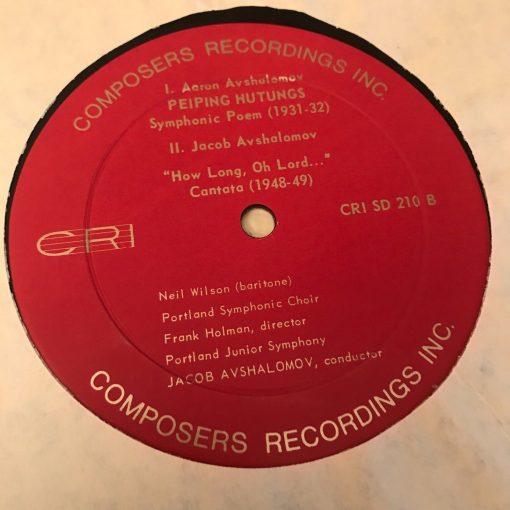 COMPOSERS RECORDINGS INC.
I. Aaron Avshalomov
PEIPING HUTUNGS
Symphonic Poem (1931-32)
II. Jacob Avshalomov
"How Long, Oh Lord..."
Cantata (1948-49)
CRI
CRI SD 210 B
Neil Wilson (baritone)
Portland Symphonic Choir
Frank Holman, director
Portland Junior Symphony
JACOB AVSHALOMOV, conductor
COMPOSERS RECORDINGS INC.